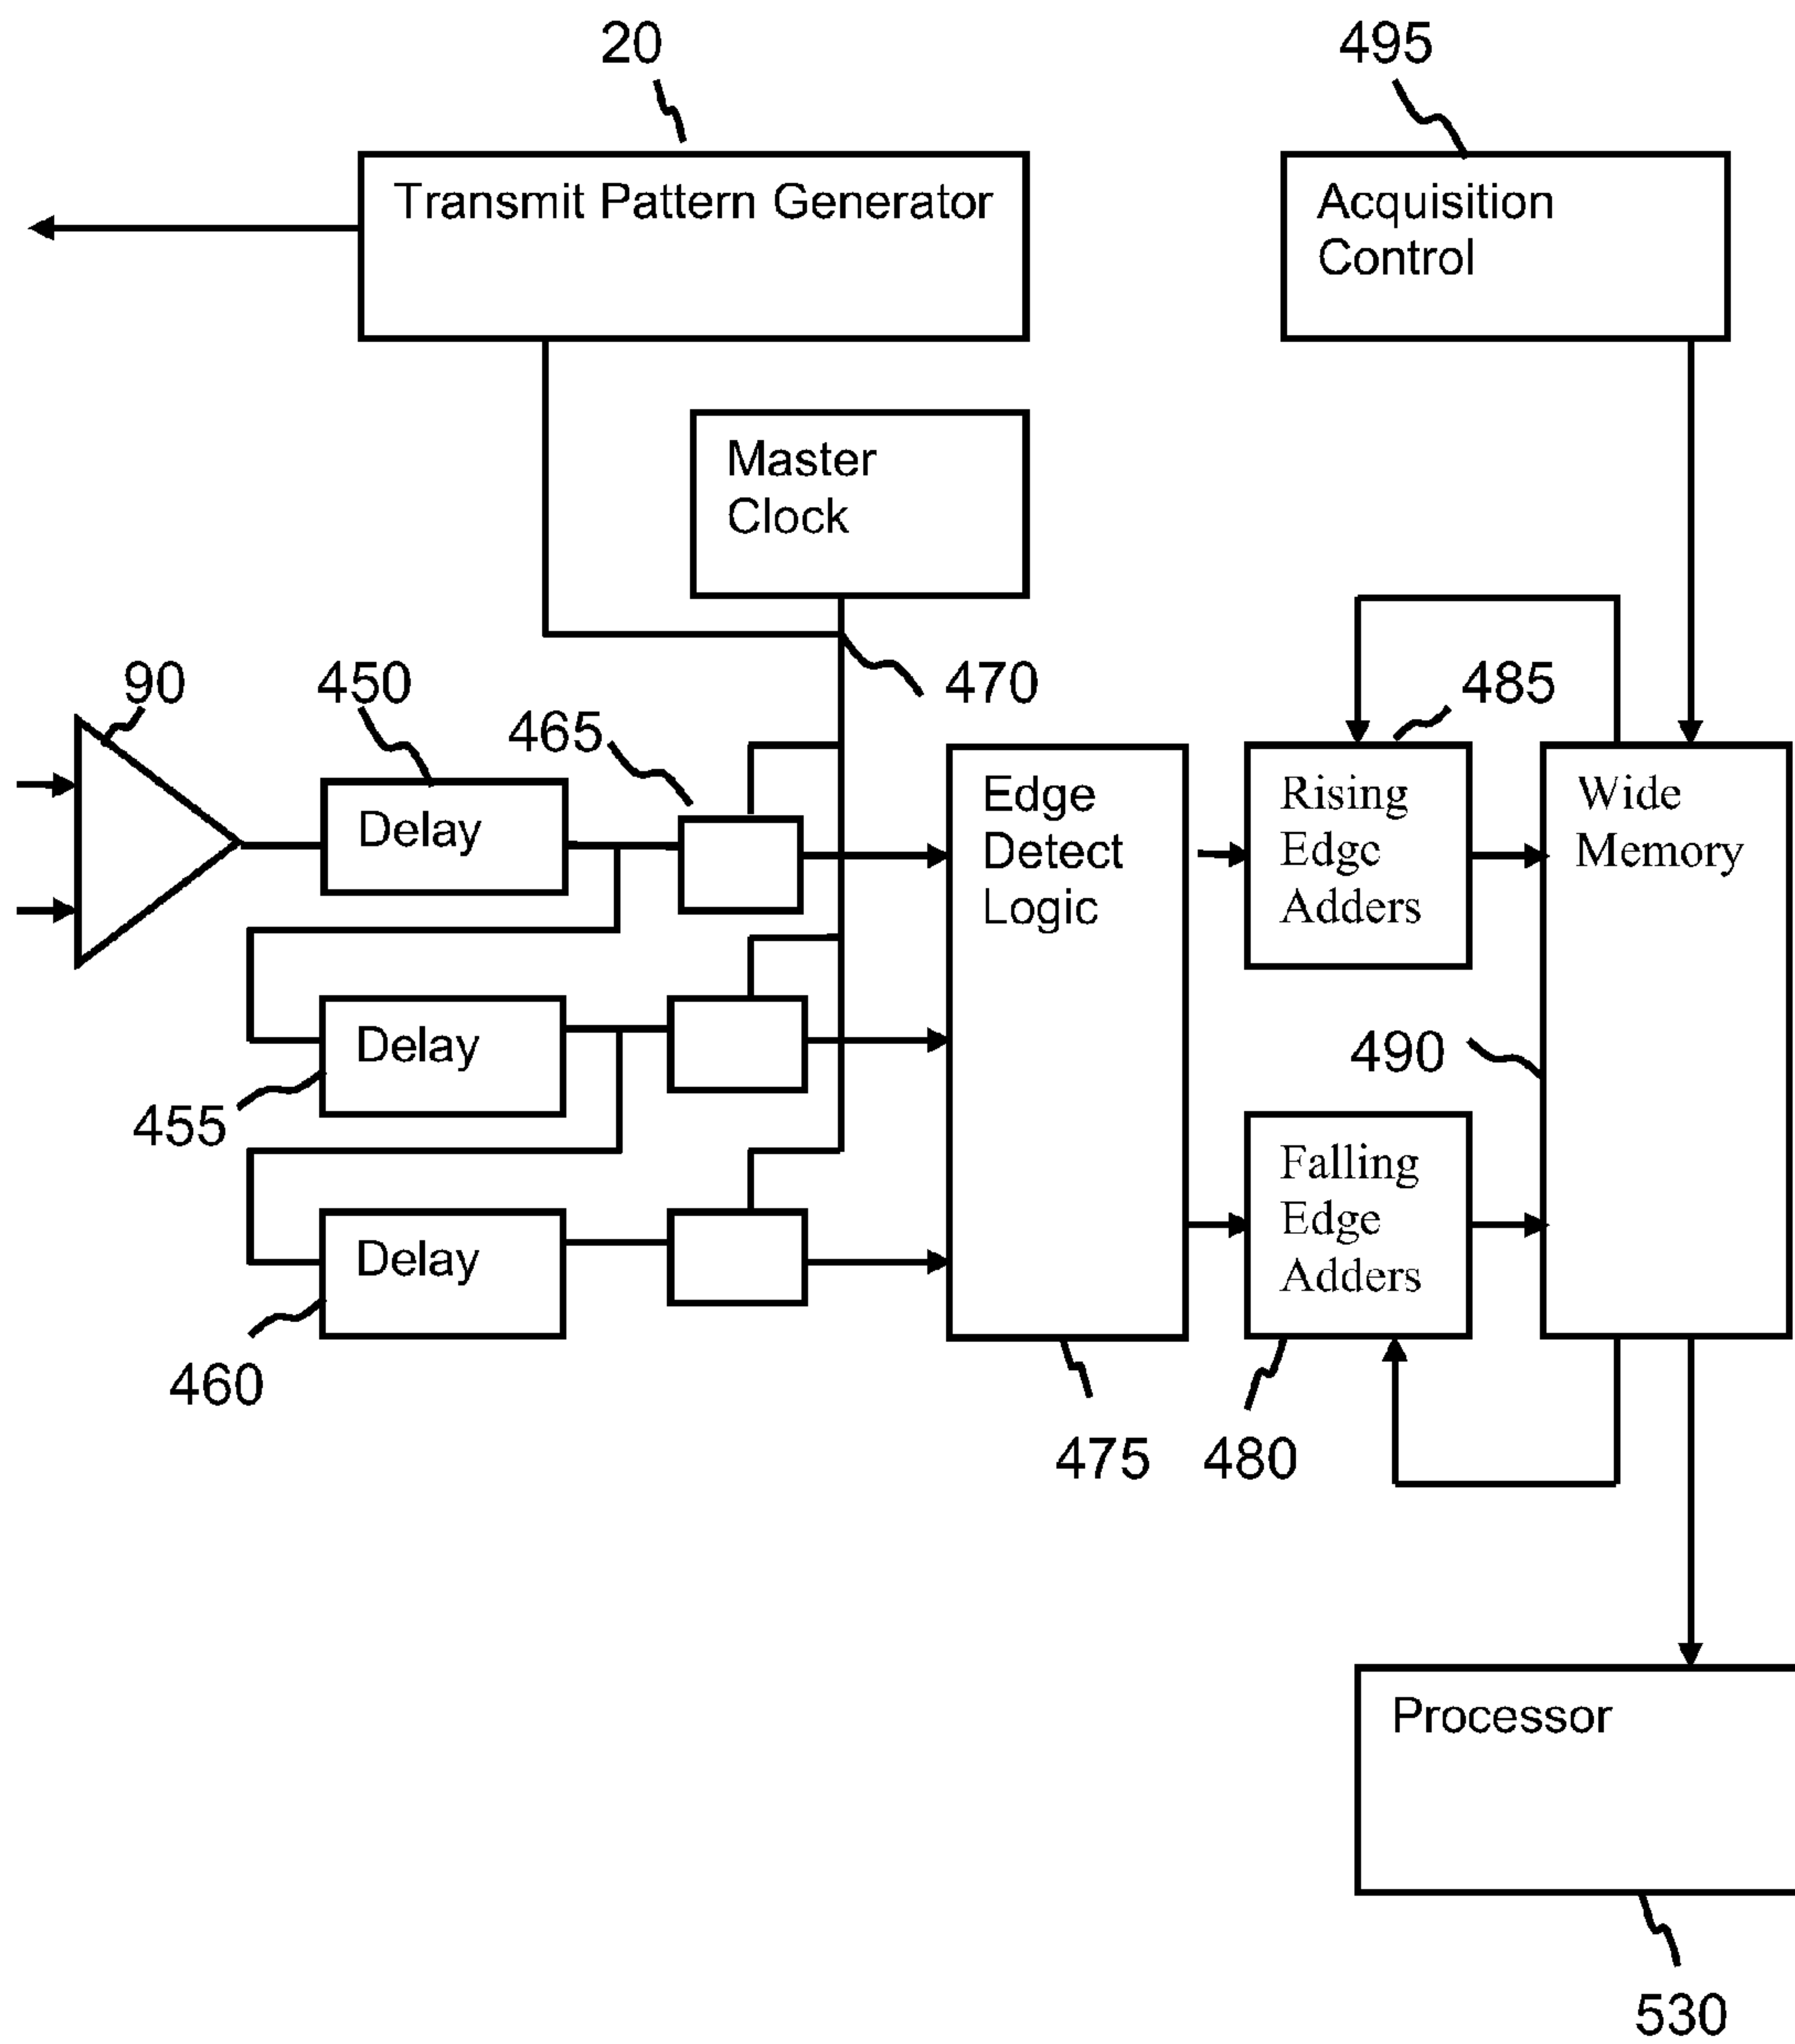 20
495
Transmit Pattern Generator
Acquisition
Control
Master
Clock
90
450
465
470
485
Delay
Edge
Detect
Logic
Rising
Edge
Adders
Wide
Memory
Delay
455
490
Falling
Edge
Adders
Delay
460
475
480
Processor
530